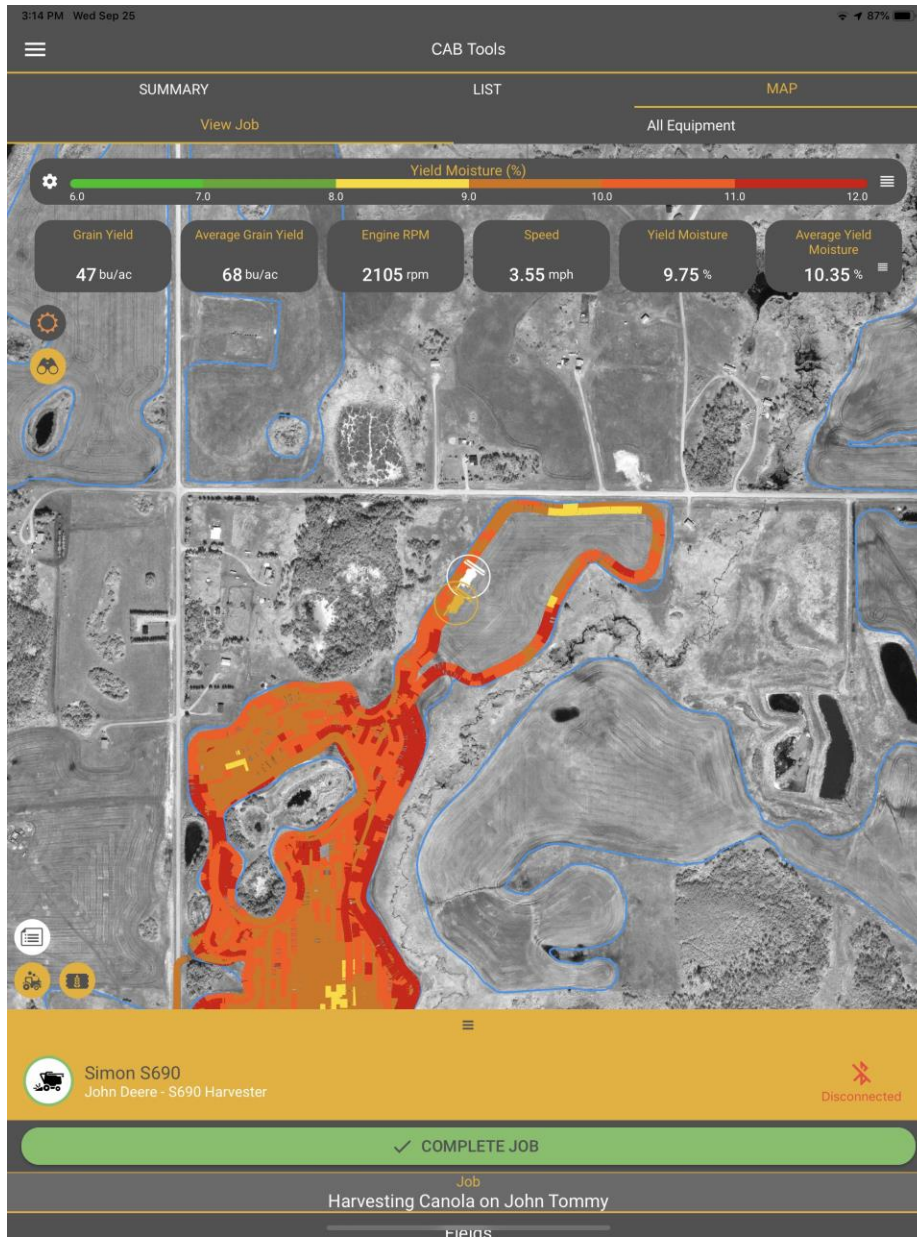 3:14 PM Wed Sep 25
87%
CAB Tools
SUMMARY
LIST
MAP
View Job
All Equipment
Yield Moisture (%)
6.0 7.0 8.0 9.0 10.0 11.0 12.0
Grain Yield
47 bu/ac
Average Grain Yield
68 bu/ac
Engine RPM
2105 rpm
Speed
3.55 mph
Yield Moisture
9.75 %
Average Yield
Moisture
10.35 %
Simon S690
John Deere - S690 Harvester
Disconnected
COMPLETE JOB
Job
Harvesting Canola on John Tommy
Fields